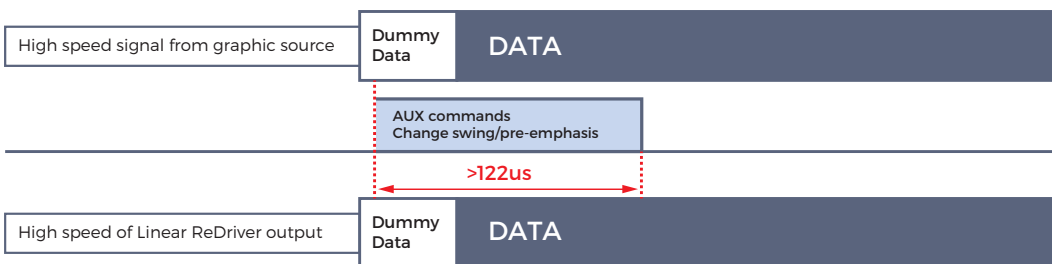 High speed signal from graphic source
Dummy
Data
DATA
AUX commands
Change swing/pre-emphasis
>122us
High speed of Linear ReDriver output
Dummy
Data
DATA